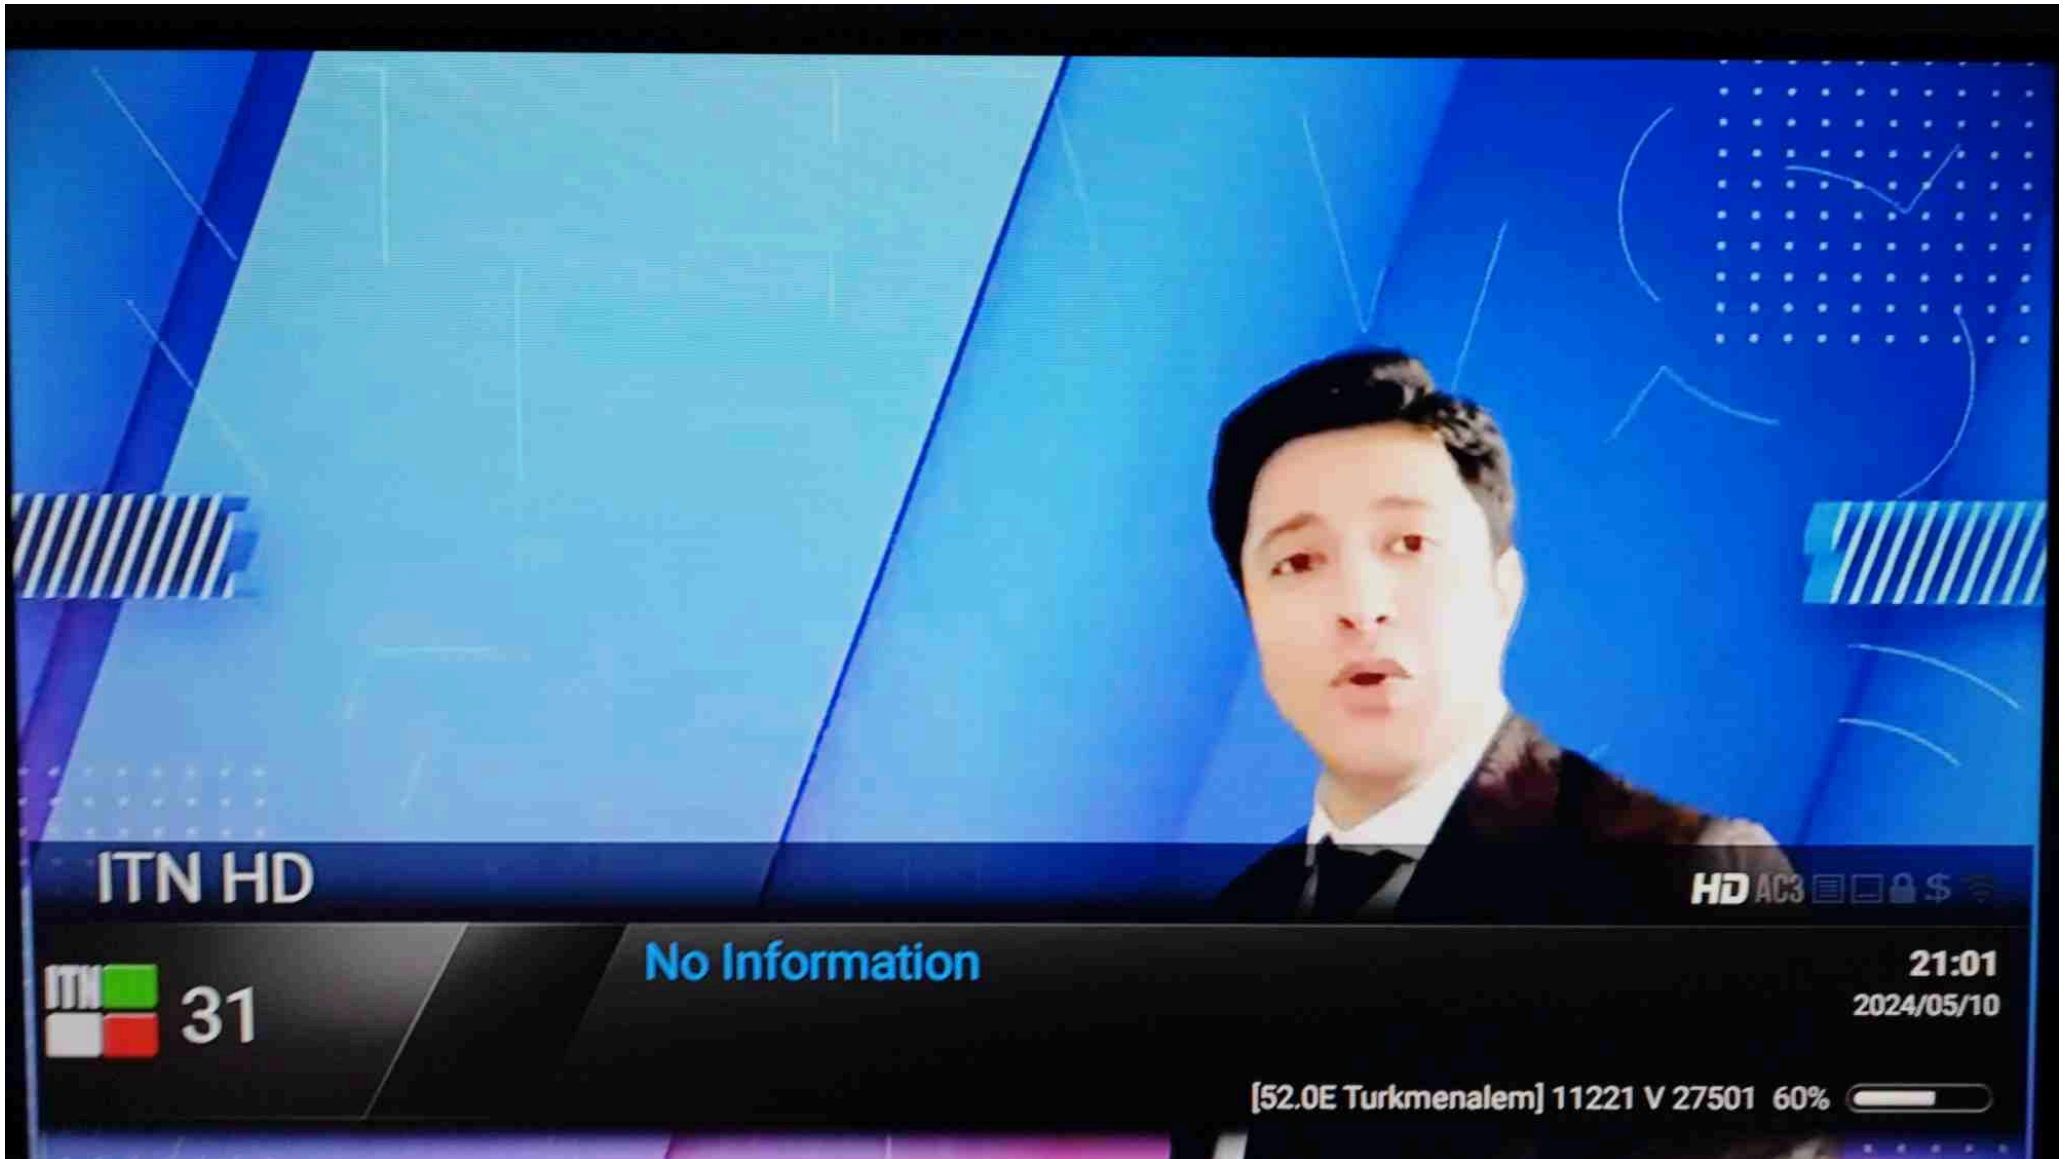 ITN HD
HD AC3 $
ITN
31
No Information
21:01
2024/05/10
[52.0E Turkmenalem] 11221 V 27501 60%